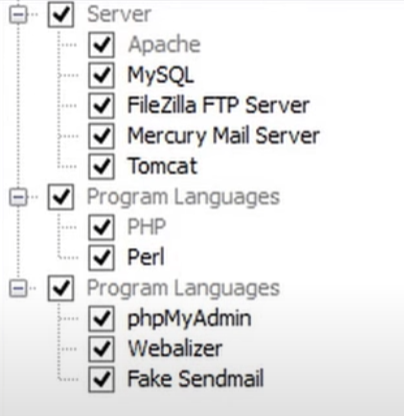 Server
Apache
MySQL
FileZilla FTP Server
Mercury Mail Server
Tomcat
Program Languages
PHP
Perl
Program Languages
phpMyAdmin
Webalizer
Fake Sendmail